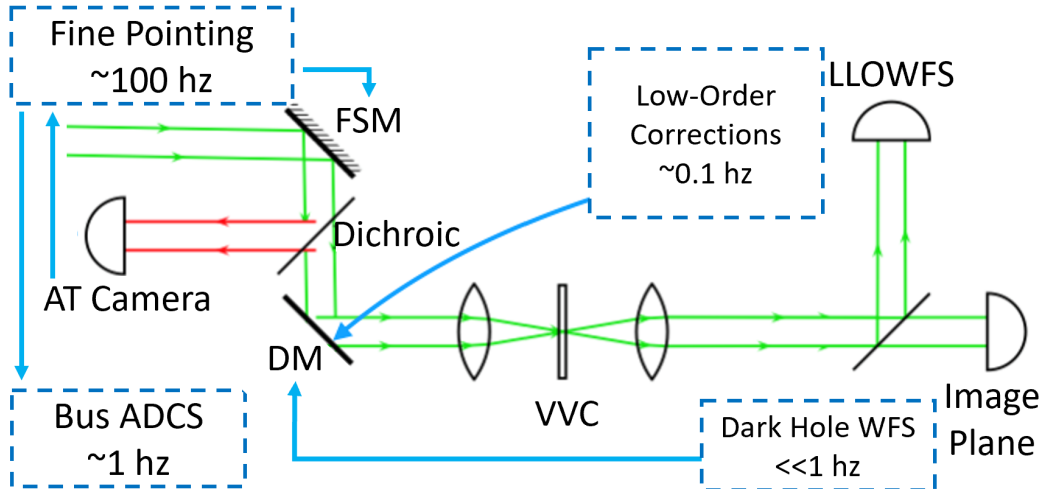 Fine Pointing
~100 hz
FSM
Low-Order
Corrections
~0.1 hz
LLOWFS
Dichroic
AT Camera
DM
VVC
Bus ADCS
~1 hz
Dark Hole WFS
<<1 hz
Image
Plane